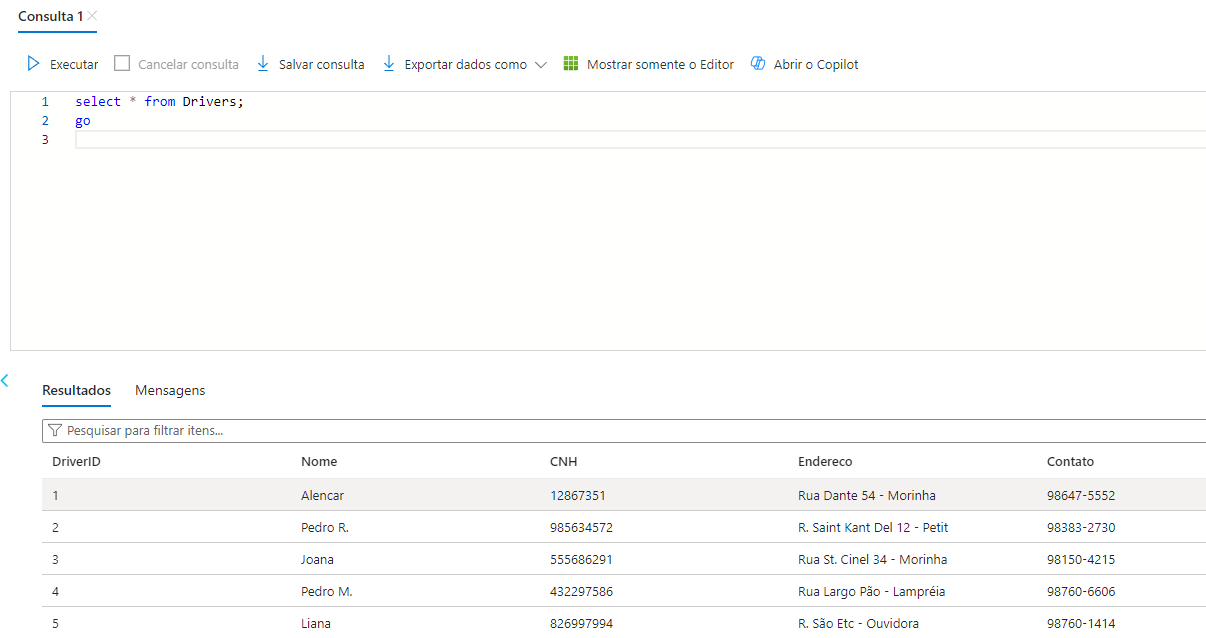 Consulta 1
Executar Cancelar consulta Salvar consulta Exportar dados como Mostrar somente o Editor Abrir o Copilot
1 select * from Drivers;
2 go
3
Resultados Mensagens
Pesquisar para filtrar itens...
DriverID Nome CNH Endereco Contato
1 Alencar 12867351 Rua Dante 54 - Morinha 98647-5552
2 Pedro R. 985634572 R. Saint Kant Del 12 - Petit 98383-2730
3 Joana 555686291 Rua St. Cinel 34 - Morinha 98150-4215
4 Pedro M. 432297586 Rua Largo Pão - Lampréia 98760-6606
5 Liana 826997994 R. São Etc - Ouvidora 98760-1414